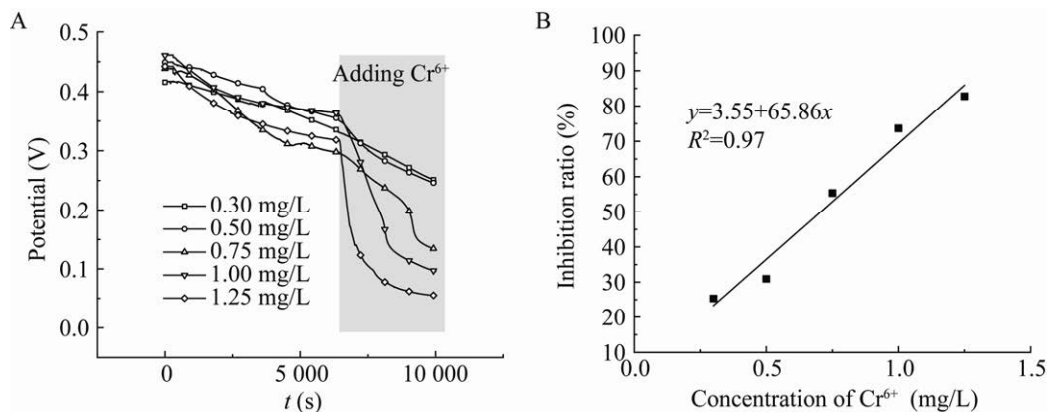 A
0.5
0.4
0.3
0.2
0.1
0.0
Potential (V)
Adding Cr⁶⁺
0.30 mg/L
0.50 mg/L
0.75 mg/L
1.00 mg/L
1.25 mg/L
0
5 000
10 000
t (s)
B
100
90
80
70
60
50
40
30
20
10
Inhibition ratio (%)
y=3.55+65.86x
R²=0.97
0.0
0.5
1.0
1.5
Concentration of Cr⁶⁺ (mg/L)